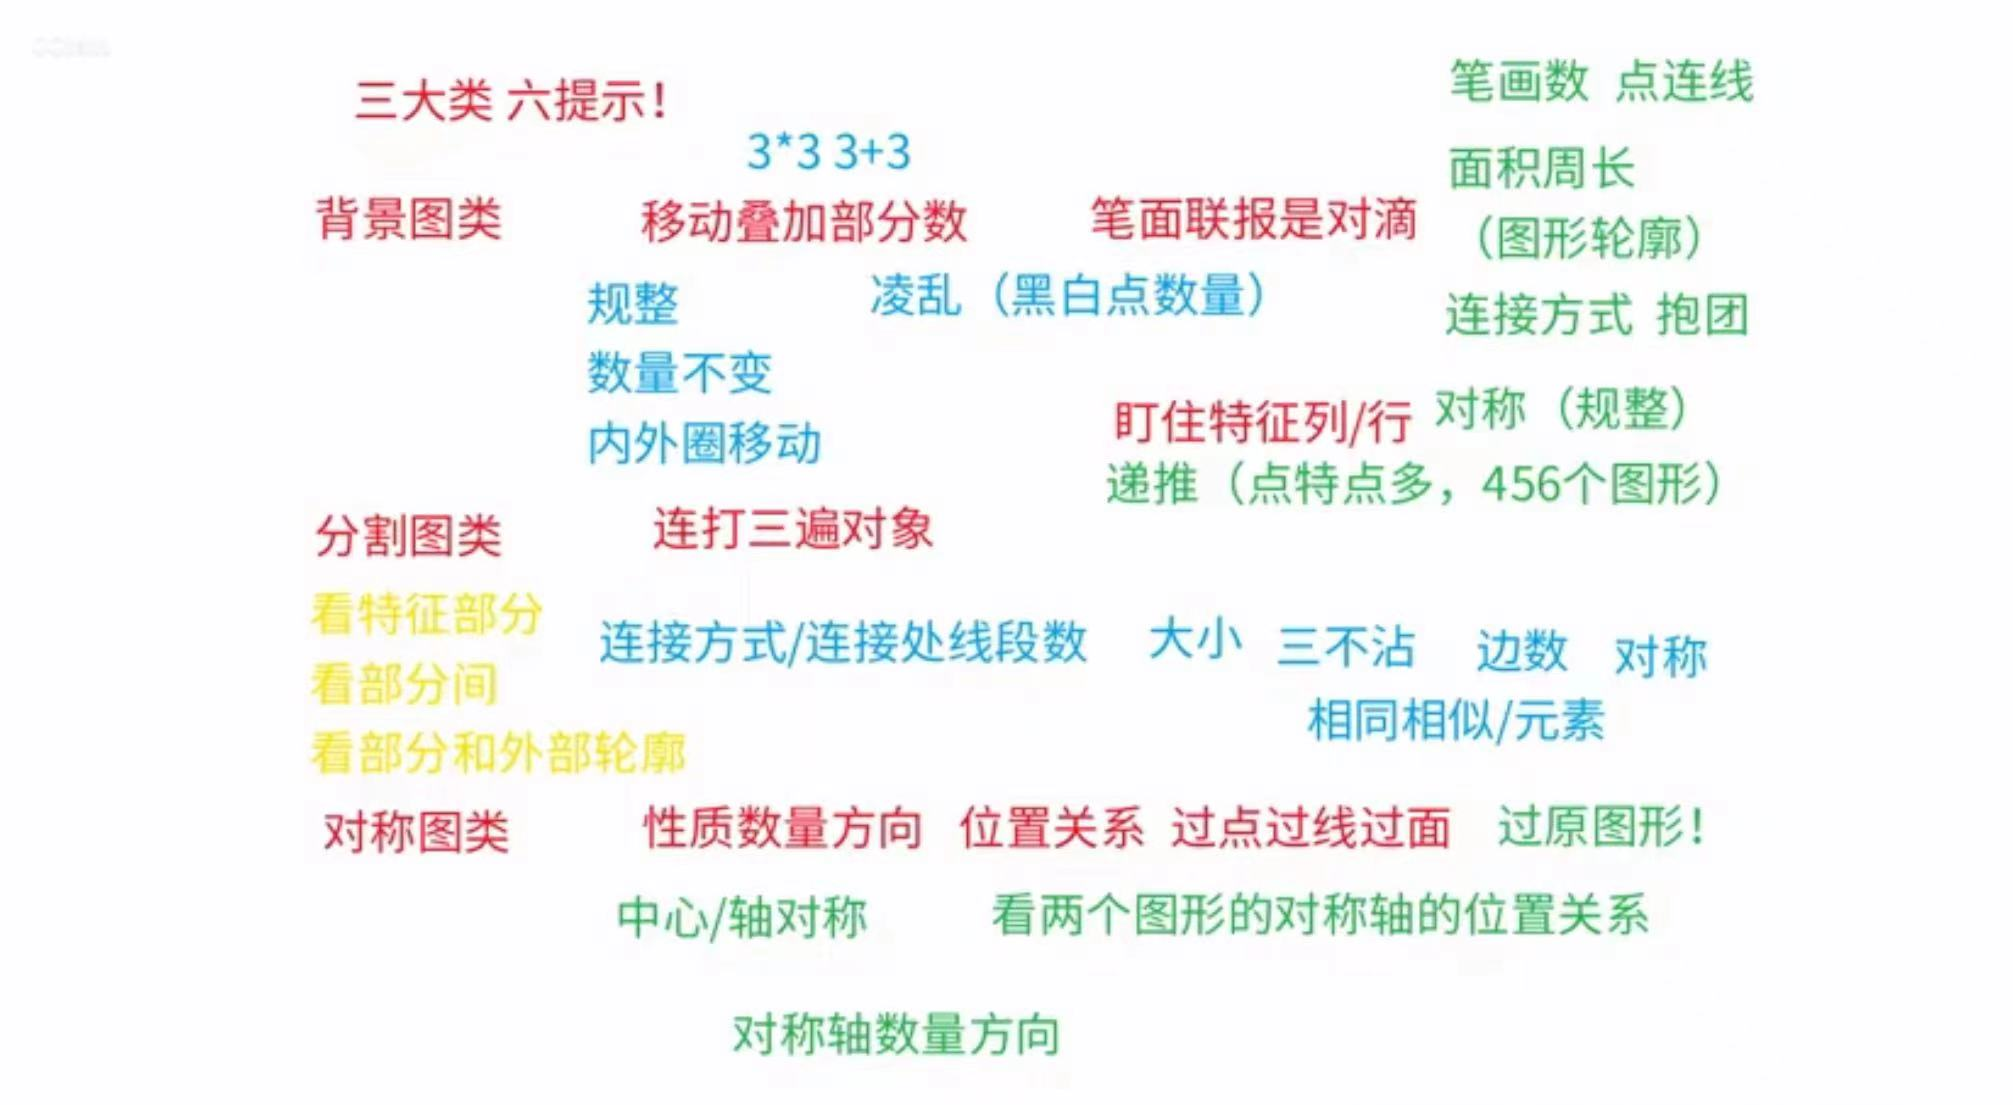 三大类 六提示！
笔画数 点连线
3*3 3+3
面积周长
背景图类 移动叠加部分数 笔面联报是对滴
（图形轮廓）
规整 凌乱（黑白点数量）
连接方式 抱团
数量不变
内外圈移动
盯住特征列/行 对称（规整）
递推（点特点多，456个图形）
分割图类 连打三遍对象
看特征部分
连接方式/连接处线段数 大小 三不沾 边数 对称
看部分间
相同相似/元素
看部分和外部轮廓
对称图类 性质数量方向 位置关系 过点过线过面 过原图形！
中心/轴对称 看两个图形的对称轴的位置关系
对称轴数量方向